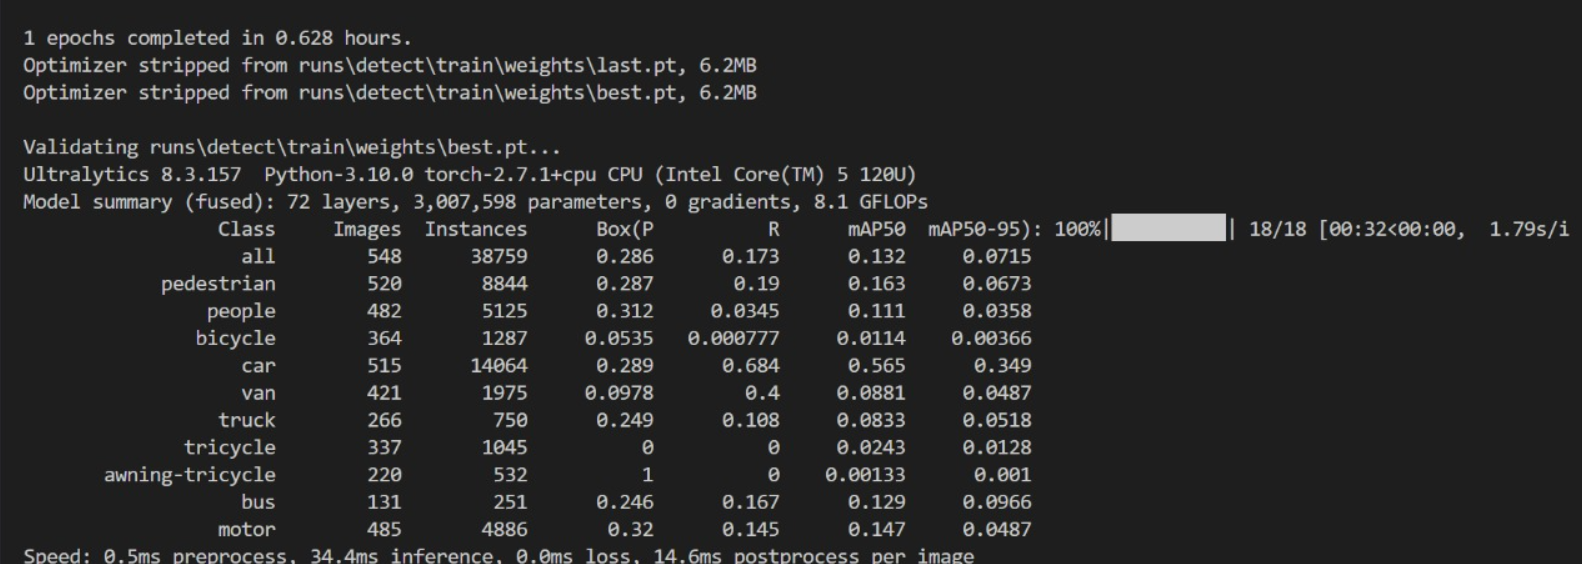 1 epochs completed in 0.628 hours.
Optimizer stripped from runs\detect\train\weights\last.pt, 6.2MB
Optimizer stripped from runs\detect\train\weights\best.pt, 6.2MB
Validating runs\detect\train\weights\best.pt...
Ultralytics 8.3.157  Python-3.10.0 torch-2.7.1+cpu CPU (Intel Core(TM) 5 120U)
Model summary (fused): 72 layers, 3,007,598 parameters, 0 gradients, 8.1 GFLOPs
Class Images Instances Box(P R mAP50 mAP50-95): 100%|██████████| 18/18 [00:32<00:00, 1.79s/i
all 548 38759 0.286 0.173 0.132 0.0715
pedestrian 520 8844 0.287 0.19 0.163 0.0673
people 482 5125 0.312 0.0345 0.111 0.0358
bicycle 364 1287 0.0535 0.000777 0.0114 0.00366
car 515 14064 0.289 0.684 0.565 0.349
van 421 1975 0.0978 0.4 0.0881 0.0487
truck 266 750 0.249 0.108 0.0833 0.0518
tricycle 337 1045 0 0 0.0243 0.0128
awning-tricycle 220 532 1 0 0.00133 0.001
bus 131 251 0.246 0.167 0.129 0.0966
motor 485 4886 0.32 0.145 0.147 0.0487
Speed: 0.5ms preprocess, 34.4ms inference, 0.0ms loss, 14.6ms postprocess per image